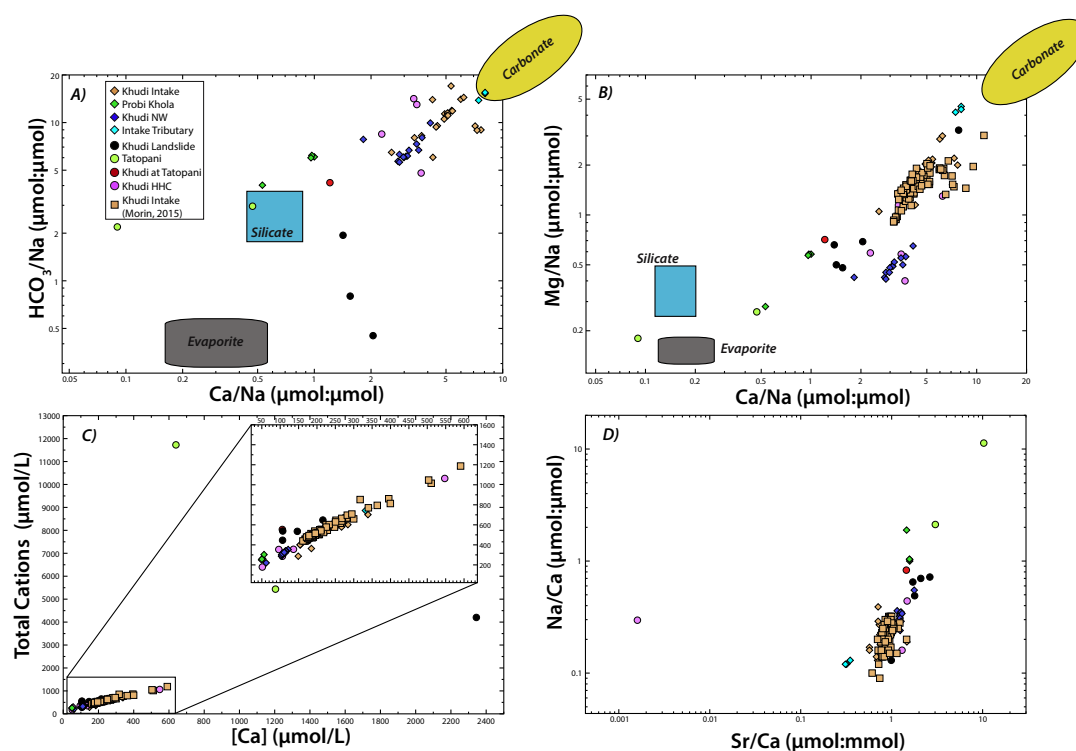 A)
Khudi Intake
Probi Khola
Khudi NW
Intake Tributary
Khudi Landslide
Tatopani
Khudi at Tatopani
Khudi HHC
Khudi Intake
(Morin, 2015)
Carbonate
Silicate
Evaporite
20
10
5
2
1
0.5
HCO₃/Na (μmol:μmol)
0.05
0.1
0.2
0.5
1
2
5
10
Ca/Na (μmol:μmol)
B)
Carbonate
Silicate
Evaporite
5
2
1
0.5
0.2
Mg/Na (μmol:μmol)
0.05
0.1
0.2
0.5
1
2
5
10
20
Ca/Na (μmol:μmol)
C)
13000
12000
11000
10000
9000
8000
7000
6000
5000
4000
3000
2000
1000
0
Total Cations (μmol/L)
50 100 150 200 250 300 350 400 450 500 550 600
1600
1400
1200
1000
800
600
400
200
0 200 400 600 800 1000 1200 1400 1600 1800 2000 2200 2400
[Ca] (μmol/L)
D)
10
1
0.1
Na/Ca (μmol:μmol)
0.001
0.01
0.1
1
10
Sr/Ca (μmol:mmol)